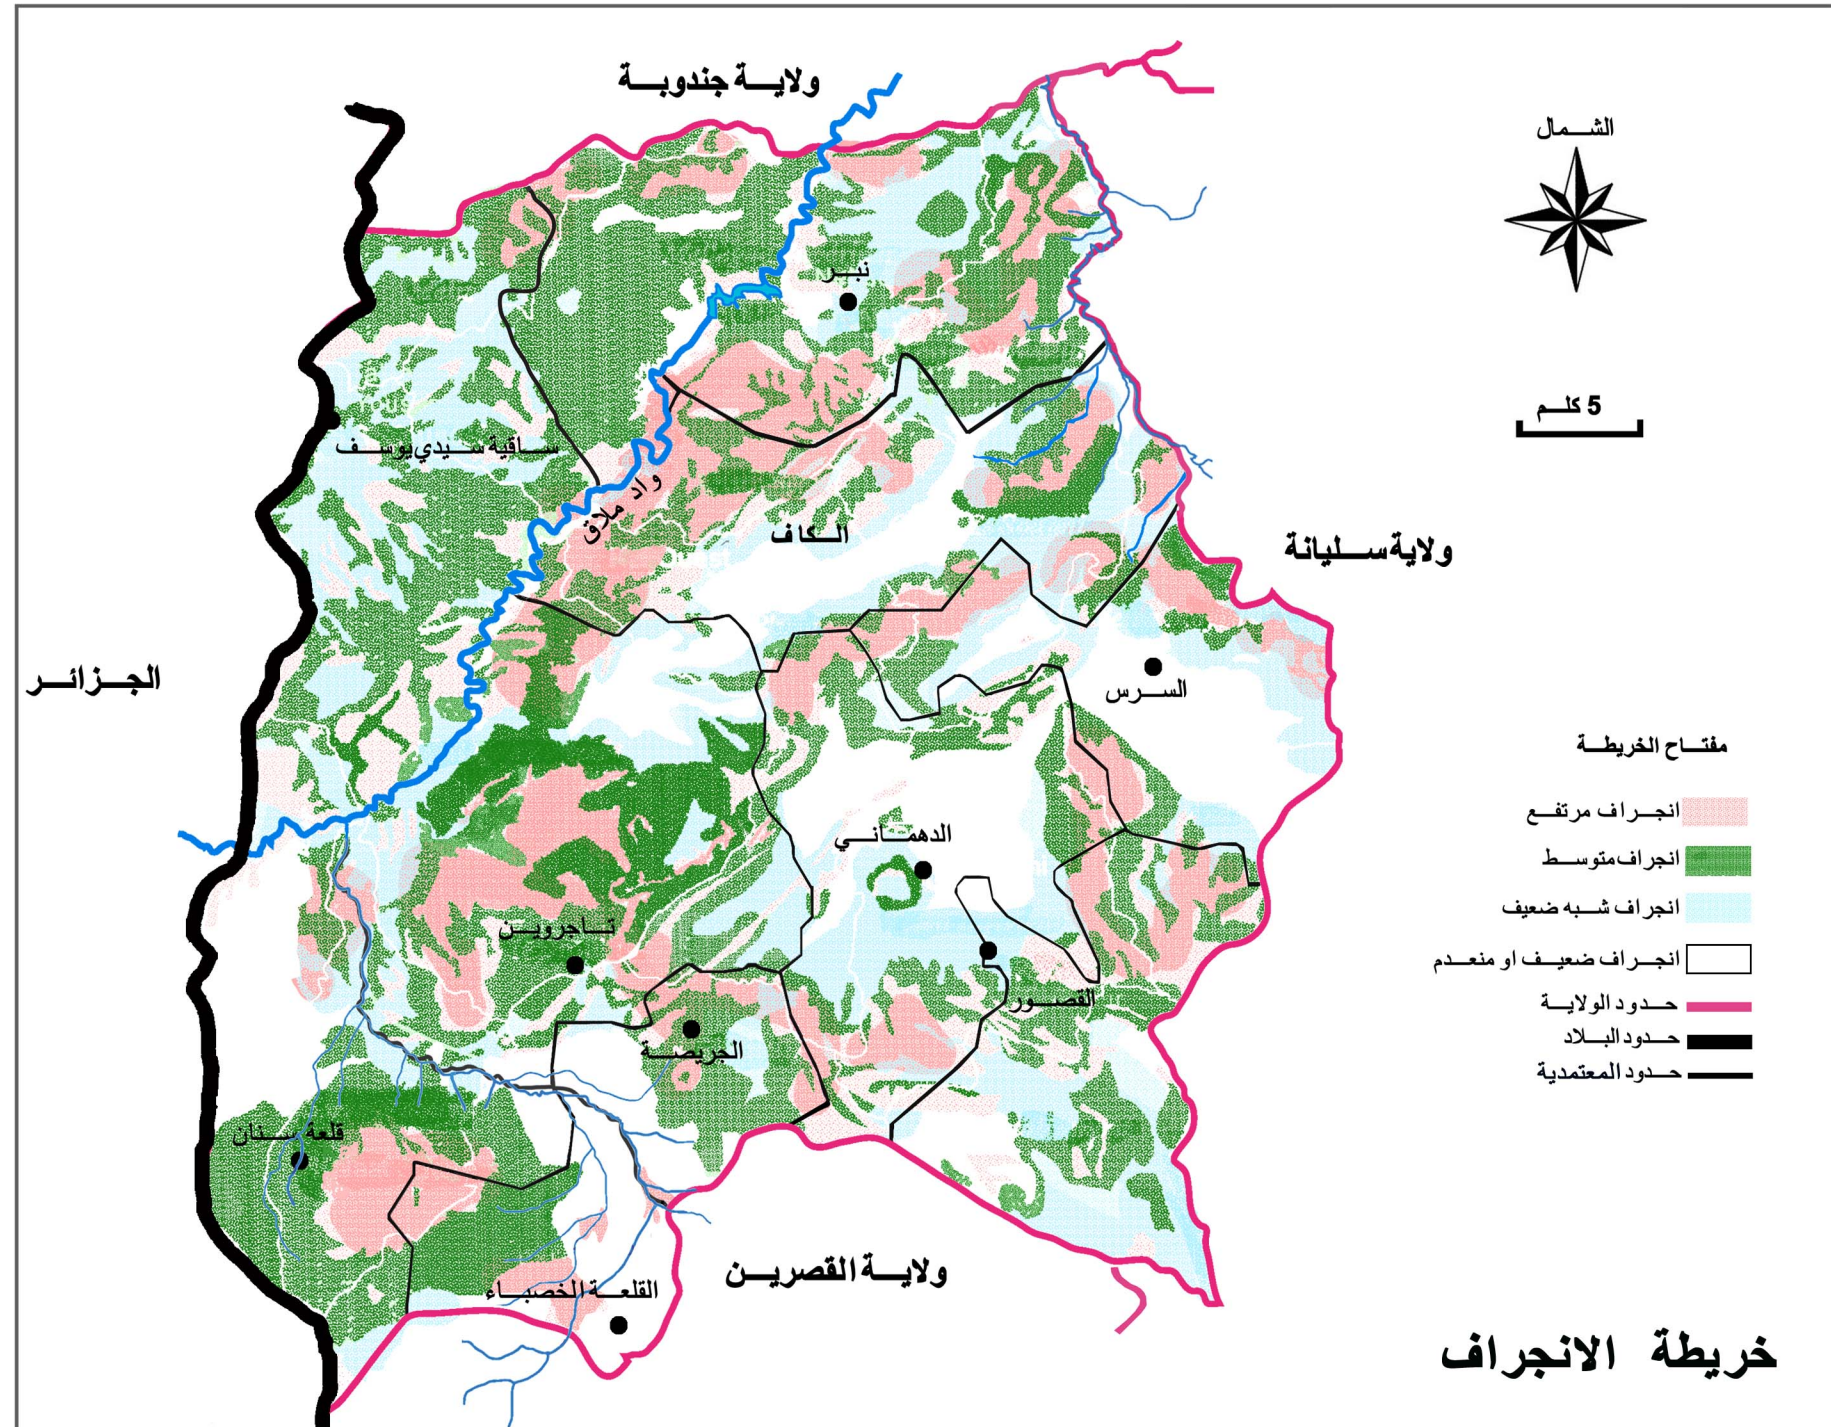 ولاية جندوبة
الشمال
نبر
5 كلم
ساقية سيدي يوسف
واد ملاق
الكاف
ولاية سليانة
الجزائر
السرس
مفتاح الخريطة
انجراف مرتفع
انجراف متوسط
انجراف شبه ضعيف
انجراف ضعيف او منعدم
حدود الولاية
حدود البلاد
حدود المعتمدية
الدهماني
تاجروين
القصور
الجريصة
قلعة سنان
ولاية القصرين
القلعة الخصباء
خريطة الانجراف